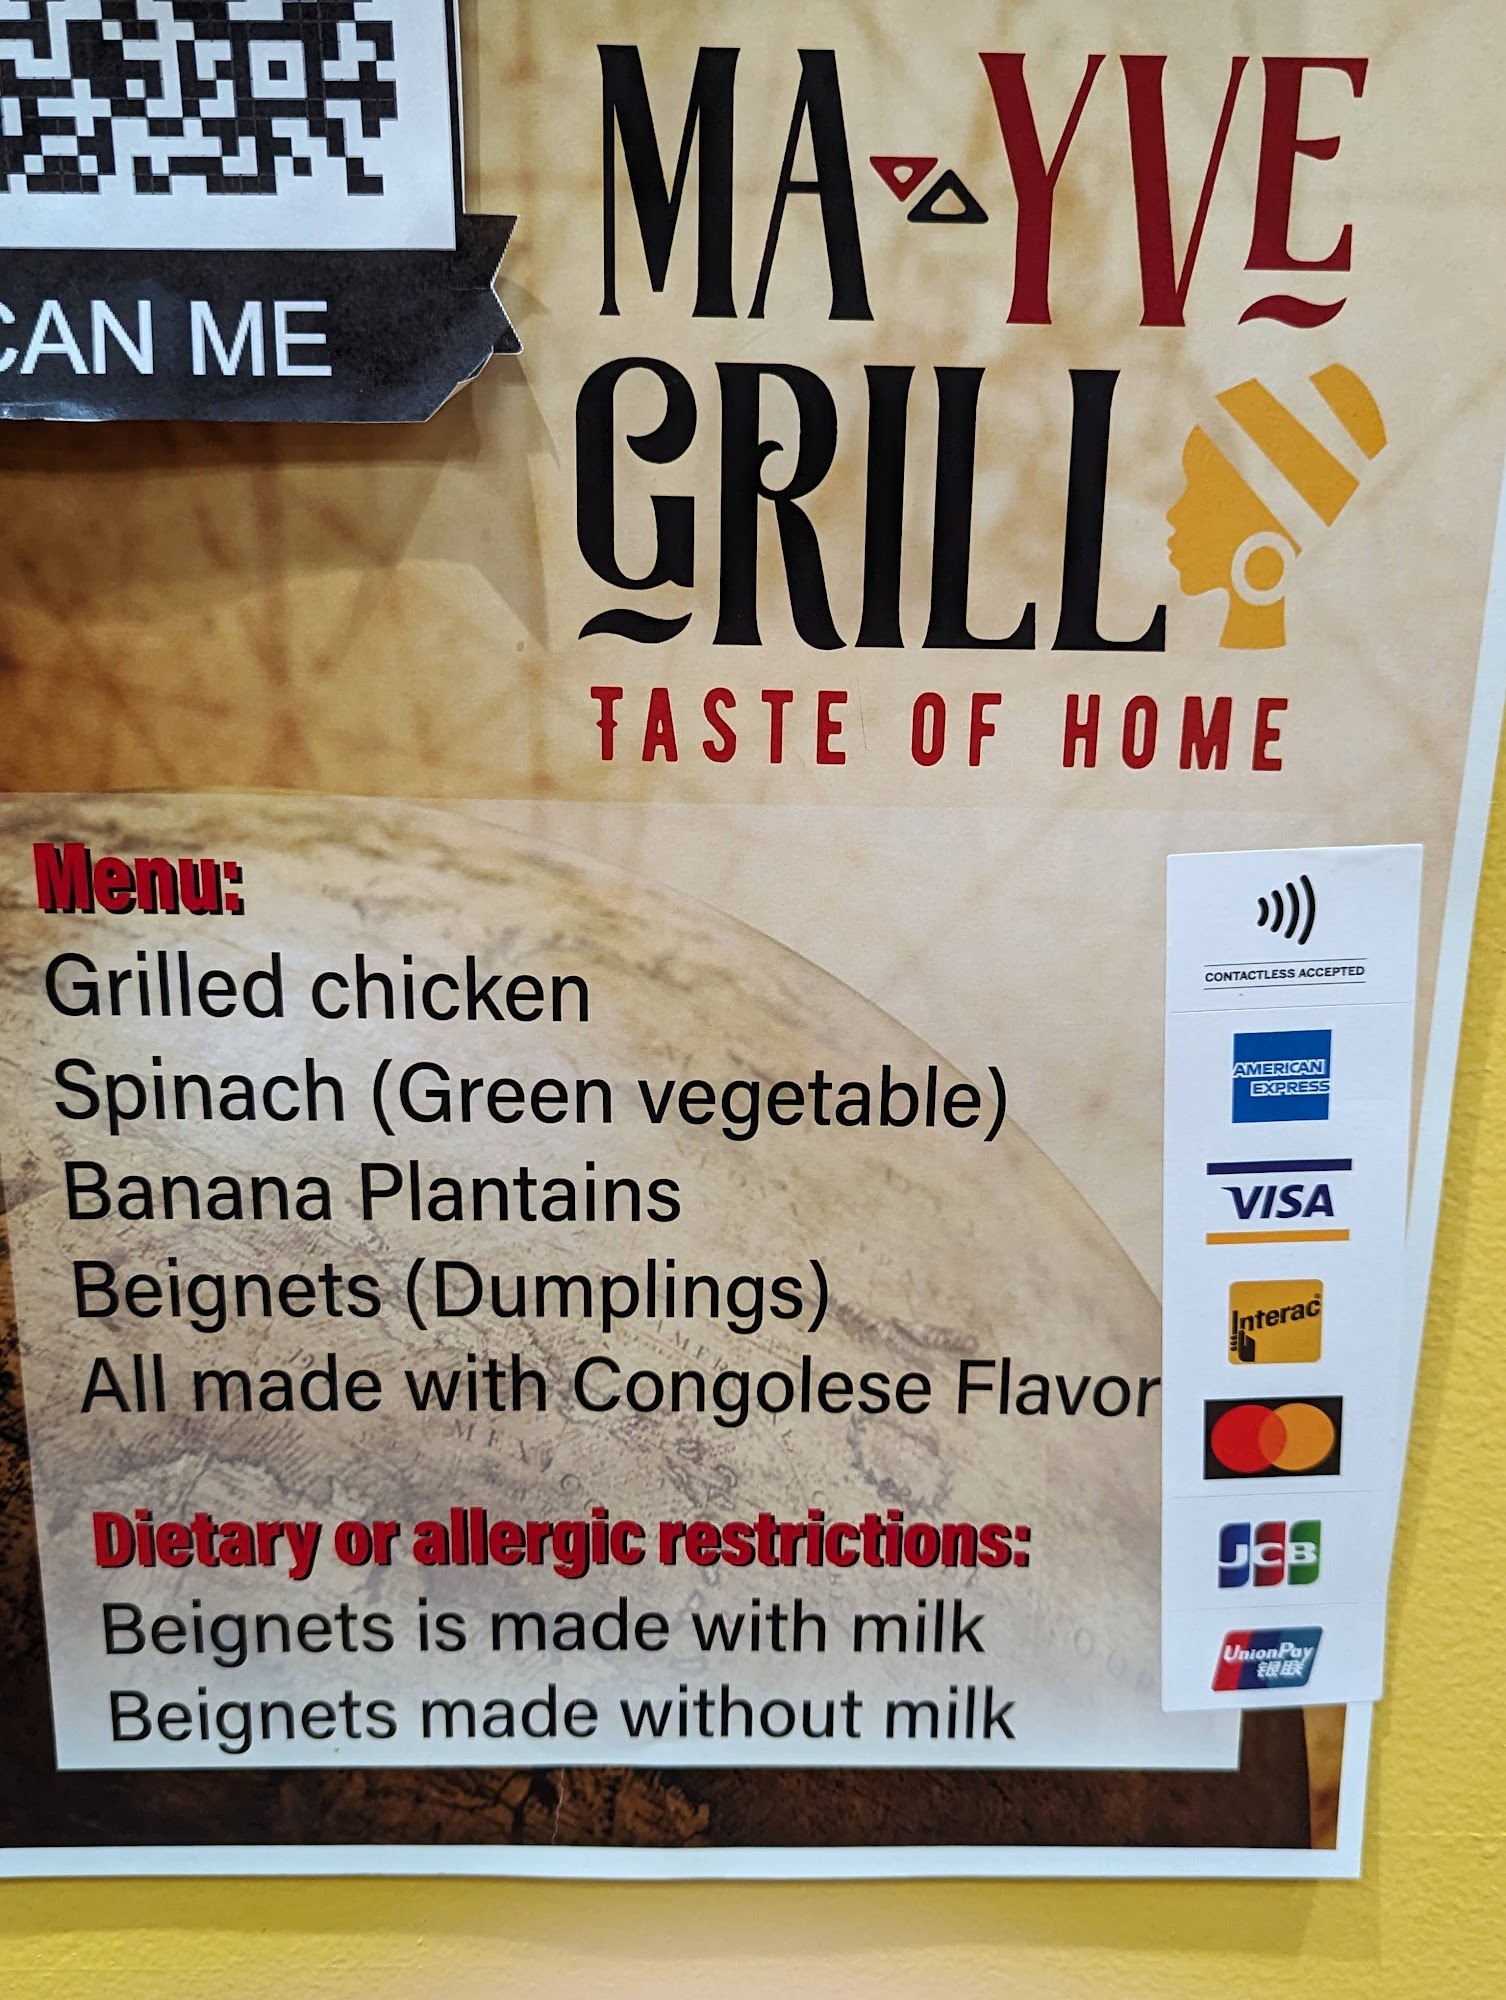 CAN ME
MA-YVE
GRILL
TASTE OF HOME
Menu:
Grilled chicken
Spinach (Green vegetable)
Banana Plantains
Beignets (Dumplings)
All made with Congolese Flavor
Dietary or allergic restrictions:
Beignets is made with milk
Beignets made without milk
CONTACTLESS ACCEPTED
AMERICAN
EXPRESS
VISA
Interac
JCB
UnionPay
银联